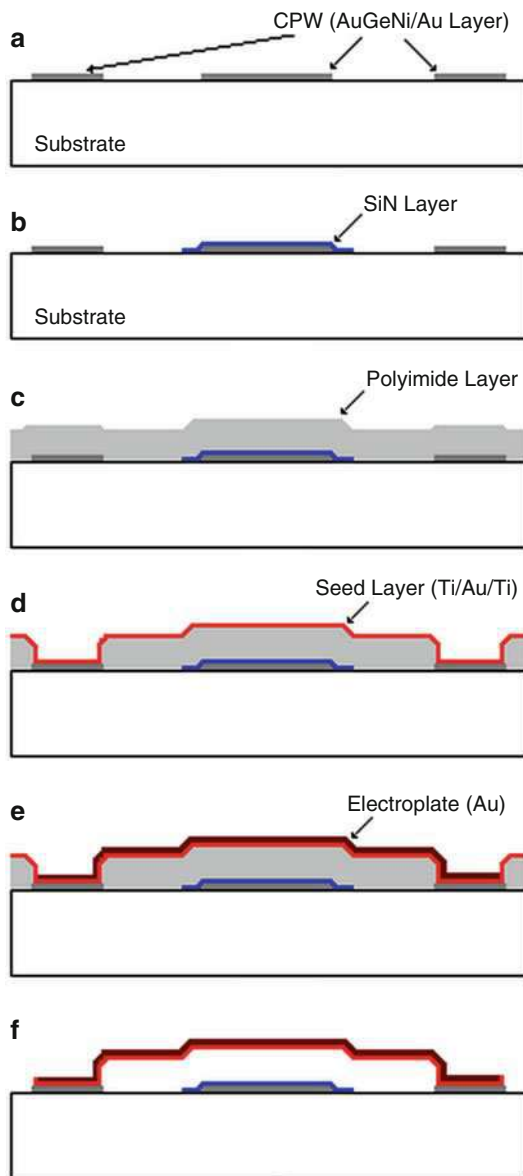 a
CPW (AuGeNi/Au Layer)
Substrate
b
SiN Layer
Substrate
c
Polyimide Layer
d
Seed Layer (Ti/Au/Ti)
e
Electroplate (Au)
f